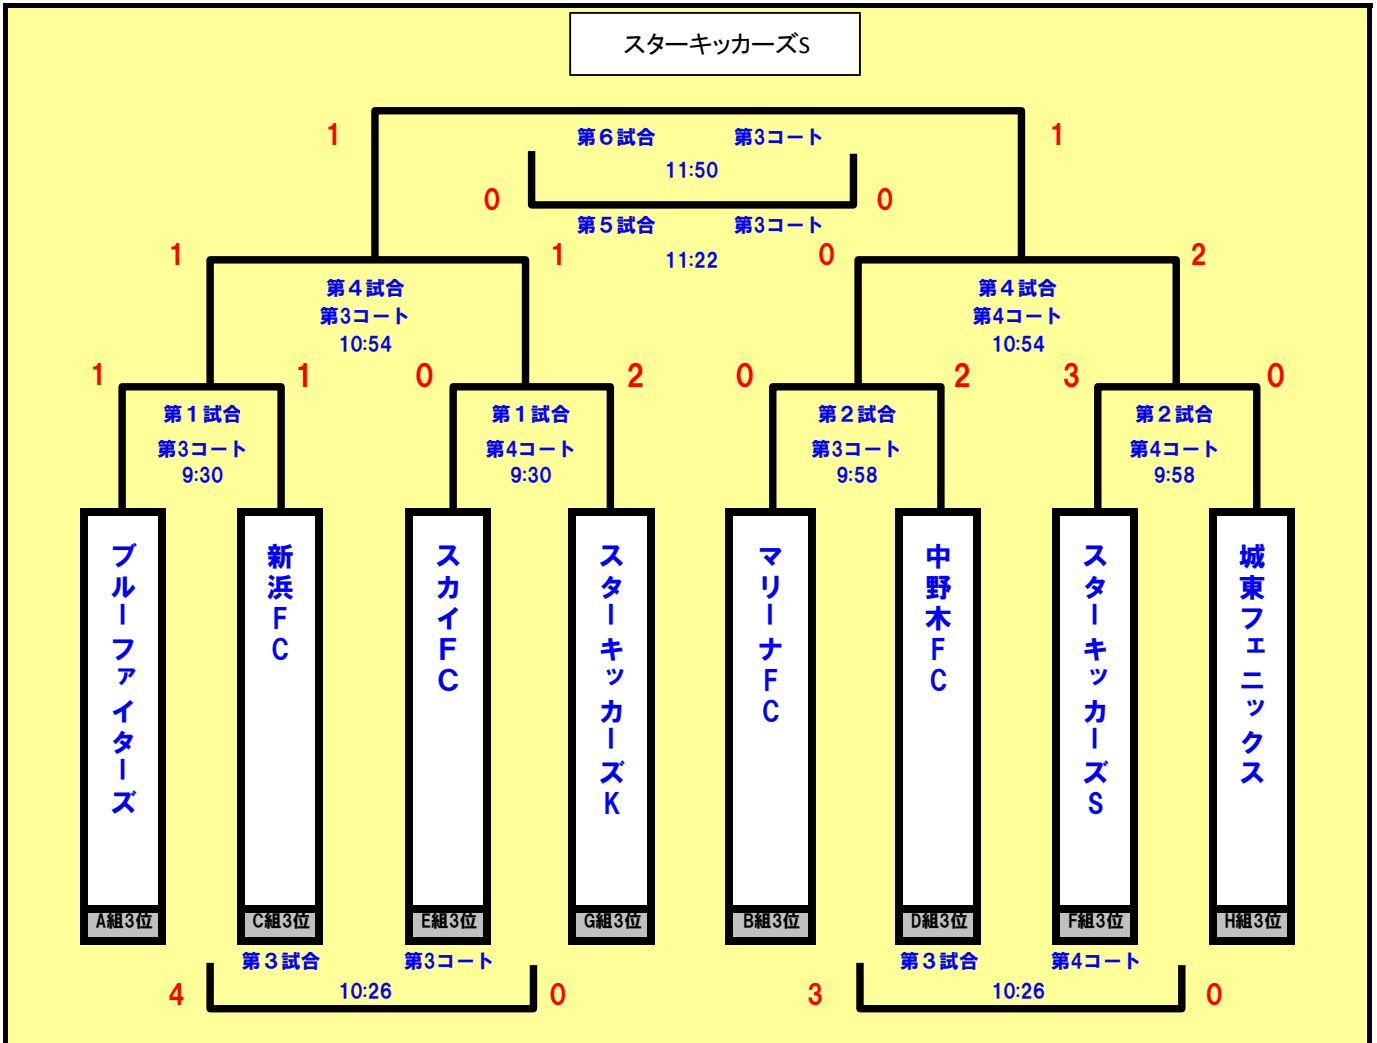 スターキッカーズS
1 1
第6試合 第3コート
11:50
0 0
第5試合 第3コート
11:22
1 1 0 2
第4試合 第4試合
第3コート 第4コート
10:54 10:54
1 1 0 2 0 2 3 0
第1試合 第1試合 第2試合 第2試合
第3コート 第4コート 第3コート 第4コート
9:30 9:30 9:58 9:58
ブルーファイターズ
新浜FC
スカイFC
スターキッカーズK
マリーナFC
中野木FC
スターキッカーズS
城東フェニックス
A組3位 C組3位 E組3位 G組3位 B組3位 D組3位 F組3位 H組3位
第3試合 第3コート 第3試合 第4コート
4 10:26 0 3 10:26 0